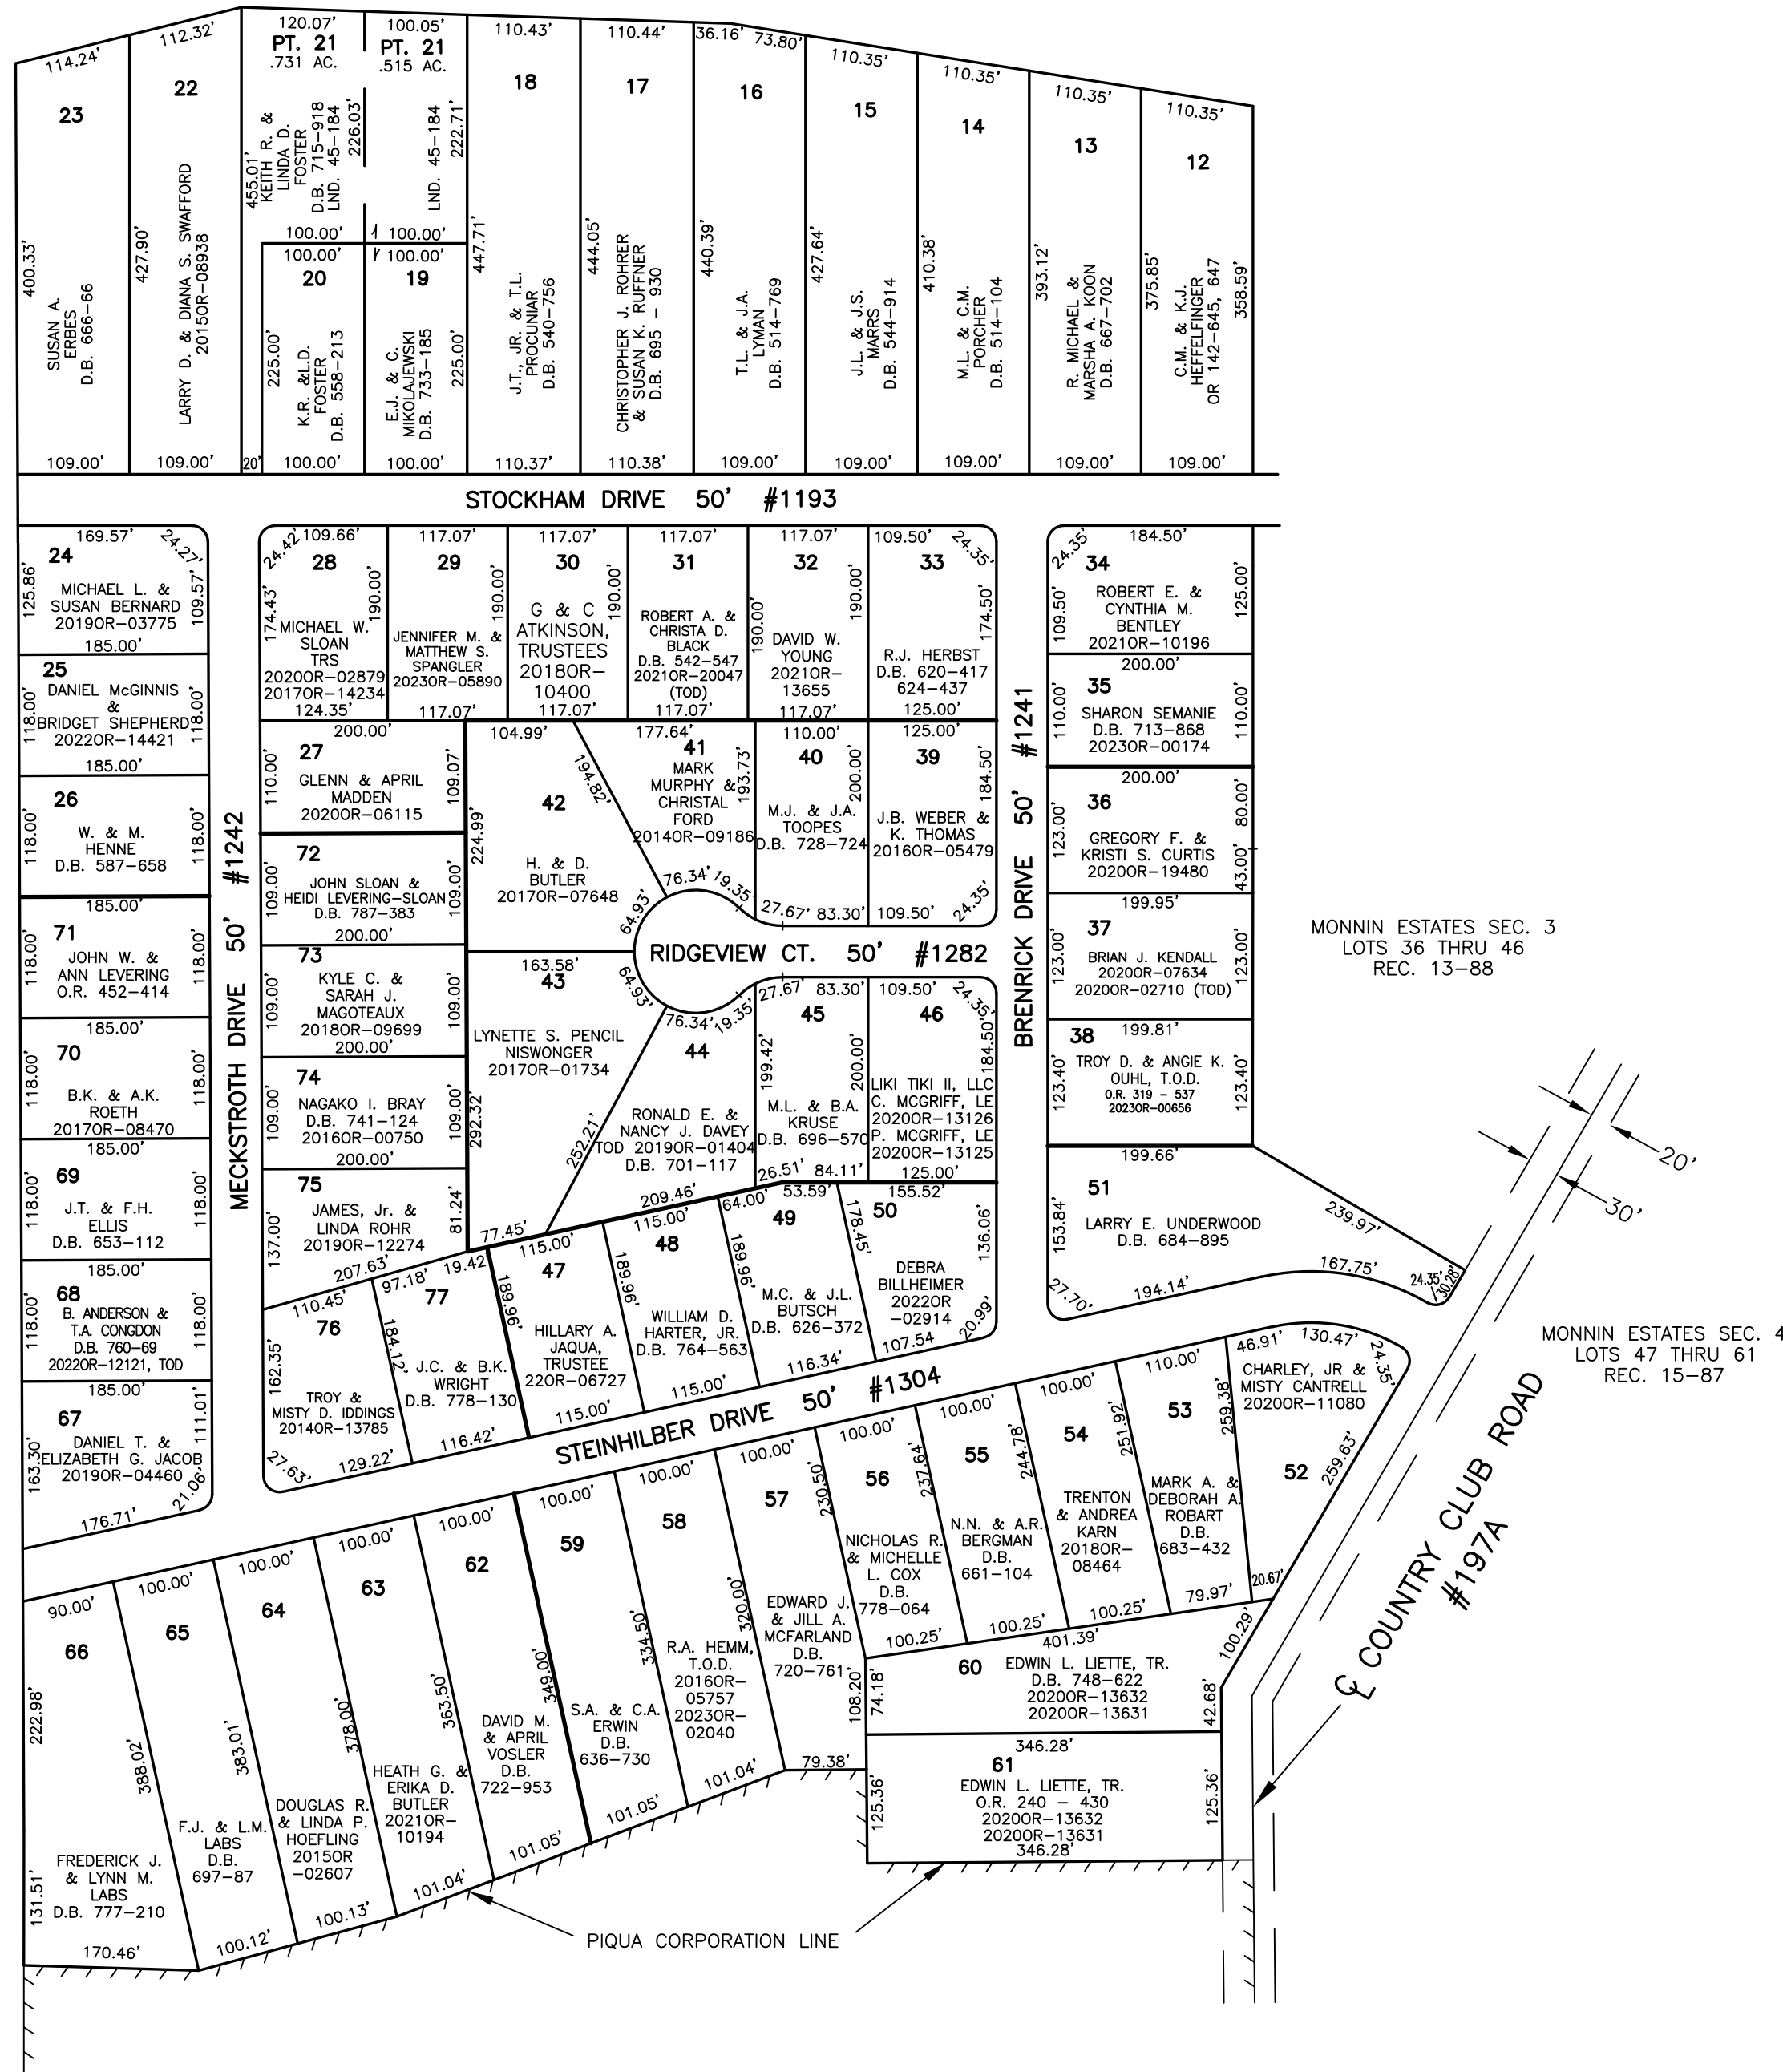 114.24'
112.32'
120.07'
100.05'
110.43'
110.44'
36.16'
73.80'
110.35'
110.35'
110.35'
110.35'
23
400.33'
SUSAN A.
ERBES
D.B. 666-66
109.00'
22
427.90'
LARRY D. & DIANA S. SWAFFORD
2015OR-08938
109.00'
PT. 21
.731 AC.
455.01'
KEITH R. &
LINDA D.
FOSTER
D.B. 715-918
LND. 45-184
226.03'
100.00'
PT. 21
.515 AC.
LND. 45-184
222.71'
100.00'
100.00'
20
225.00'
K.R. &L.D.
FOSTER
D.B. 558-213
20'
100.00'
100.00'
19
E.J. & C.
MIKOLAJEWSKI
D.B. 733-185
225.00'
100.00'
18
447.71'
J.T., JR. & T.L.
PROCUNIAR
D.B. 540-756
110.37'
17
444.05'
CHRISTOPHER J. ROHRER
& SUSAN K. RUFFNER
D.B. 695 - 930
110.38'
16
440.39'
T.L. & J.A.
LYMAN
D.B. 514-769
109.00'
15
427.64'
J.L. & J.S.
MARRS
D.B. 544-914
109.00'
14
410.38'
M.L. & C.M.
PORCHER
D.B. 514-104
109.00'
13
393.12'
R. MICHAEL &
MARSHA A. KOON
D.B. 667-702
109.00'
12
375.85'
C.M. & K.J.
HEFFELFINGER
OR 142-645, 647
358.59'
109.00'
STOCKHAM DRIVE 50' #1193
169.57'
24.27'
24
125.86'
MICHAEL L. &
SUSAN BERNARD
2019OR-03775
109.57'
185.00'
25
118.00'
DANIEL McGINNIS
&
BRIDGET SHEPHERD
2022OR-14421
118.00'
185.00'
26
118.00'
W. & M.
HENNE
D.B. 587-658
118.00'
185.00'
71
118.00'
JOHN W. &
ANN LEVERING
O.R. 452-414
118.00'
185.00'
70
118.00'
B.K. & A.K.
ROETH
2017OR-08470
118.00'
185.00'
69
118.00'
J.T. & F.H.
ELLIS
D.B. 653-112
118.00'
185.00'
68
118.00'
B. ANDERSON &
T.A. CONGDON
D.B. 760-69
2022OR-12121, TOD
118.00'
185.00'
67
163.30'
DANIEL T. &
ELIZABETH G. JACOB
2019OR-04460
111.01'
21.06'
176.71'
MECKSTROTH DRIVE 50' #1242
24.42'
109.66'
28
174.43'
190.00'
MICHAEL W.
SLOAN
TRS
2020OR-02879
2017OR-14234
124.35'
117.07'
29
190.00'
JENNIFER M. &
MATTHEW S.
SPANGLER
2023OR-05890
117.07'
117.07'
30
190.00'
G & C
ATKINSON,
TRUSTEES
2018OR-
10400
117.07'
117.07'
31
ROBERT A. &
CHRISTA D.
BLACK
D.B. 542-547
2021OR-20047
(TOD)
190.00'
117.07'
117.07'
32
190.00'
DAVID W.
YOUNG
2021OR-
13655
117.07'
109.50'
24.35'
33
174.50'
R.J. HERBST
D.B. 620-417
624-437
125.00'
BRENRICK DRIVE 50' #1241
24.35'
184.50'
34
109.50'
ROBERT E. &
CYNTHIA M.
BENTLEY
2021OR-10196
125.00'
200.00'
35
110.00'
SHARON SEMANIE
D.B. 713-868
2023OR-00174
110.00'
200.00'
36
123.00'
GREGORY F. &
KRISTI S. CURTIS
2020OR-19480
80.00'
43.00'
199.95'
37
123.00'
BRIAN J. KENDALL
2020OR-07634
2020OR-02710 (TOD)
123.00'
199.81'
38
123.40'
TROY D. & ANGIE K.
OUHL, T.O.D.
O.R. 319 - 537
2023OR-00656
123.40'
199.66'
51
153.84'
LARRY E. UNDERWOOD
D.B. 684-895
239.97'
167.75'
24.35'
30.28'
194.14'
27.70'
200.00'
27
110.00'
GLENN & APRIL
MADDEN
2020OR-06115
109.07'
72
109.00'
JOHN SLOAN &
HEIDI LEVERING-SLOAN
D.B. 787-383
109.00'
200.00'
73
109.00'
KYLE C. &
SARAH J.
MAGOTEAUX
2018OR-09699
109.00'
200.00'
74
109.00'
NAGAKO I. BRAY
D.B. 741-124
2016OR-00750
109.00'
200.00'
75
137.00'
JAMES, Jr. &
LINDA ROHR
2019OR-12274
81.24'
207.63'
104.99'
42
194.82'
224.99'
H. & D.
BUTLER
2017OR-07648
64.93'
177.64'
41
MARK
MURPHY &
CHRISTAL
FORD
2014OR-09186
193.73'
76.34'
19.35'
110.00'
40
200.00'
M.J. & J.A.
TOOPES
D.B. 728-724
27.67'
83.30'
125.00'
39
184.50'
J.B. WEBER &
K. THOMAS
2016OR-05479
109.50'
24.35'
RIDGEVIEW CT. 50' #1282
163.58'
43
64.93'
LYNETTE S. PENCIL
NISWONGER
2017OR-01734
292.32'
252.21'
77.45'
76.34'
19.35'
44
RONALD E. &
NANCY J. DAVEY
TOD 2019OR-01404
D.B. 701-117
209.46'
27.67'
83.30'
45
199.42'
200.00'
M.L. & B.A.
KRUSE
D.B. 696-570
26.51'
84.11'
109.50'
24.35'
46
184.50'
LIKI TIKI II, LLC
C. MCGRIFF, LE
2020OR-13126
P. MCGRIFF, LE
2020OR-13125
125.00'
110.45'
76
162.35'
TROY &
MISTY D. IDDINGS
2014OR-13785
27.63'
129.22'
97.18'
19.42
77
184.12'
J.C. & B.K.
WRIGHT
D.B. 778-130
116.42'
115.00'
47
189.96'
HILLARY A.
JAQUA,
TRUSTEE
22OR-06727
115.00'
115.00'
48
189.96'
WILLIAM D.
HARTER, JR.
D.B. 764-563
115.00'
64.00'
53.59'
49
189.96'
M.C. & J.L.
BUTSCH
D.B. 626-372
116.34'
155.52'
50
178.45'
136.06'
DEBRA
BILLHEIMER
2022OR
-02914
107.54
20.99'
STEINHILBER DRIVE 50' #1304
MONNIN ESTATES SEC. 3
LOTS 36 THRU 46
REC. 13-88
20'
30'
MONNIN ESTATES SEC. 4
LOTS 47 THRU 61
REC. 15-87
COUNTRY CLUB ROAD
#197A
90.00'
66
222.98'
131.51'
FREDERICK J.
& LYNN M.
LABS
D.B. 777-210
170.46'
100.00'
65
388.02'
F.J. & L.M.
LABS
D.B.
697-87
100.12'
100.00'
64
383.01'
DOUGLAS R.
& LINDA P.
HOEFLING
2015OR
-02607
100.13'
100.00'
63
378.00'
HEATH G. &
ERIKA D.
BUTLER
2021OR-
10194
101.04'
100.00'
62
363.50'
DAVID M.
& APRIL
VOSLER
D.B.
722-953
101.05'
100.00'
59
349.00'
S.A. & C.A.
ERWIN
D.B.
636-730
101.05'
100.00'
58
334.50'
R.A. HEMM,
T.O.D.
2016OR-
05757
2023OR-
02040
101.04'
100.00'
57
320.00'
EDWARD J.
& JILL A.
MCFARLAND
D.B.
720-761
108.20'
79.38'
100.00'
56
230.50'
NICHOLAS R.
& MICHELLE
L. COX
D.B.
778-064
100.25'
100.00'
55
237.64'
N.N. & A.R.
BERGMAN
D.B.
661-104
100.25'
100.00'
54
244.78'
TRENTON
& ANDREA
KARN
2018OR-
08464
100.25'
110.00'
53
251.92'
MARK A. &
DEBORAH A.
ROBART
D.B.
683-432
79.97'
46.91'
130.47'
24.35'
CHARLEY, JR &
MISTY CANTRELL
2020OR-11080
259.38'
52
259.63'
20.67'
401.39'
100.29'
60
EDWIN L. LIETTE, TR.
D.B. 748-622
2020OR-13632
2020OR-13631
74.18'
42.68'
346.28'
61
EDWIN L. LIETTE, TR.
O.R. 240 - 430
2020OR-13632
2020OR-13631
125.36'
125.36'
346.28'
PIQUA CORPORATION LINE